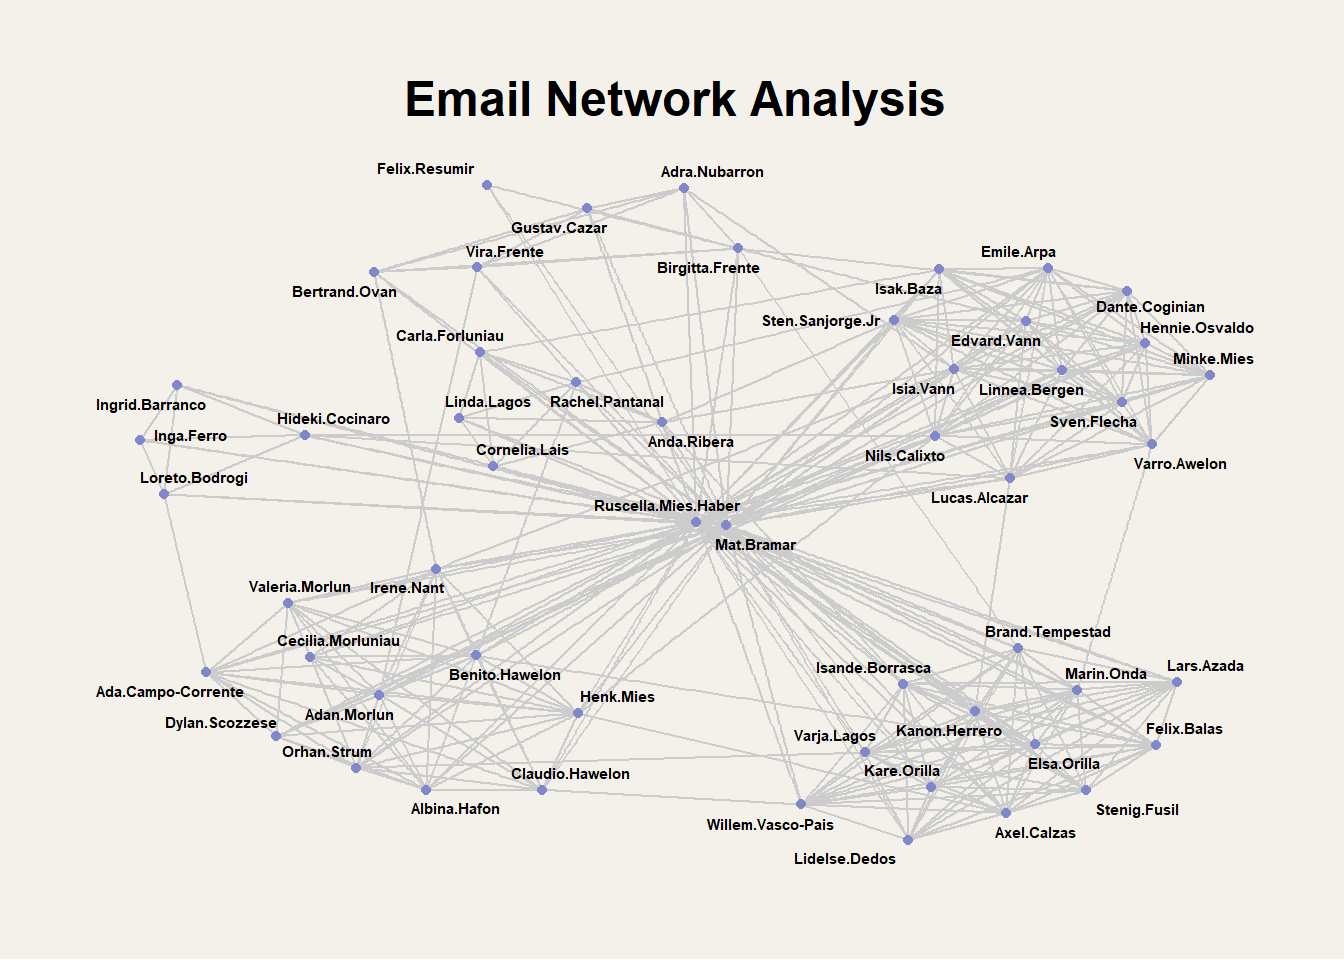 Email Network Analysis
Felix.Resumir
Adra.Nubarron
Gustav.Cazar
Vira.Frente
Birgitta.Frente
Bertrand.Ovan
Emile.Arpa
Isak.Baza
Dante.Coginian
Sten.Sanjorge.Jr
Hennie.Osvaldo
Carla.Forluniau
Edvard.Vann
Minke.Mies
Isia.Vann
Linnea.Bergen
Ingrid.Barranco
Linda.Lagos
Rachel.Pantanal
Hideki.Cocinaro
Sven.Flecha
Inga.Ferro
Anda.Ribera
Cornelia.Lais
Nils.Calixto
Varro.Awelon
Loreto.Bodrogi
Lucas.Alcazar
Ruscella.Mies.Haber
Mat.Bramar
Valeria.Morlun
Irene.Nant
Cecilia.Morluniau
Brand.Tempestad
Benito.Hawelon
Isande.Borrasca
Marin.Onda
Lars.Azada
Ada.Campo-Corrente
Henk.Mies
Adan.Morlun
Dylan.Scozzese
Kanon.Herrero
Felix.Balas
Varja.Lagos
Orhan.Strum
Elsa.Orilla
Kare.Orilla
Claudio.Hawelon
Albina.Hafon
Stenig.Fusil
Willem.Vasco-Pais
Axel.Calzas
Lidelse.Dedos